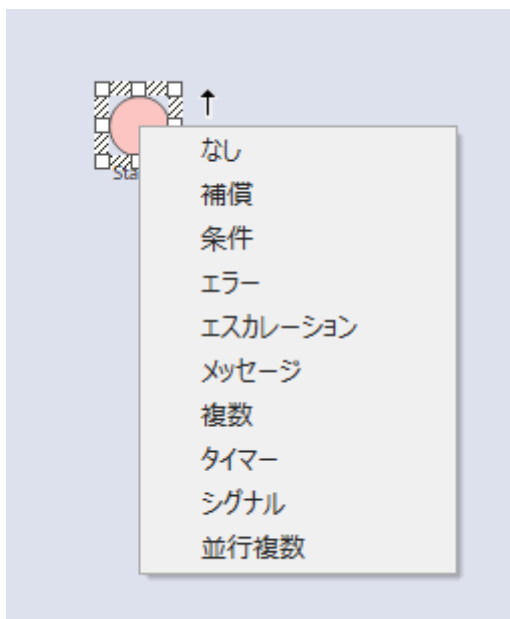 Sta
なし
補償
条件
エラー
エスカレーション
メッセージ
複数
タイマー
シグナル
並行複数